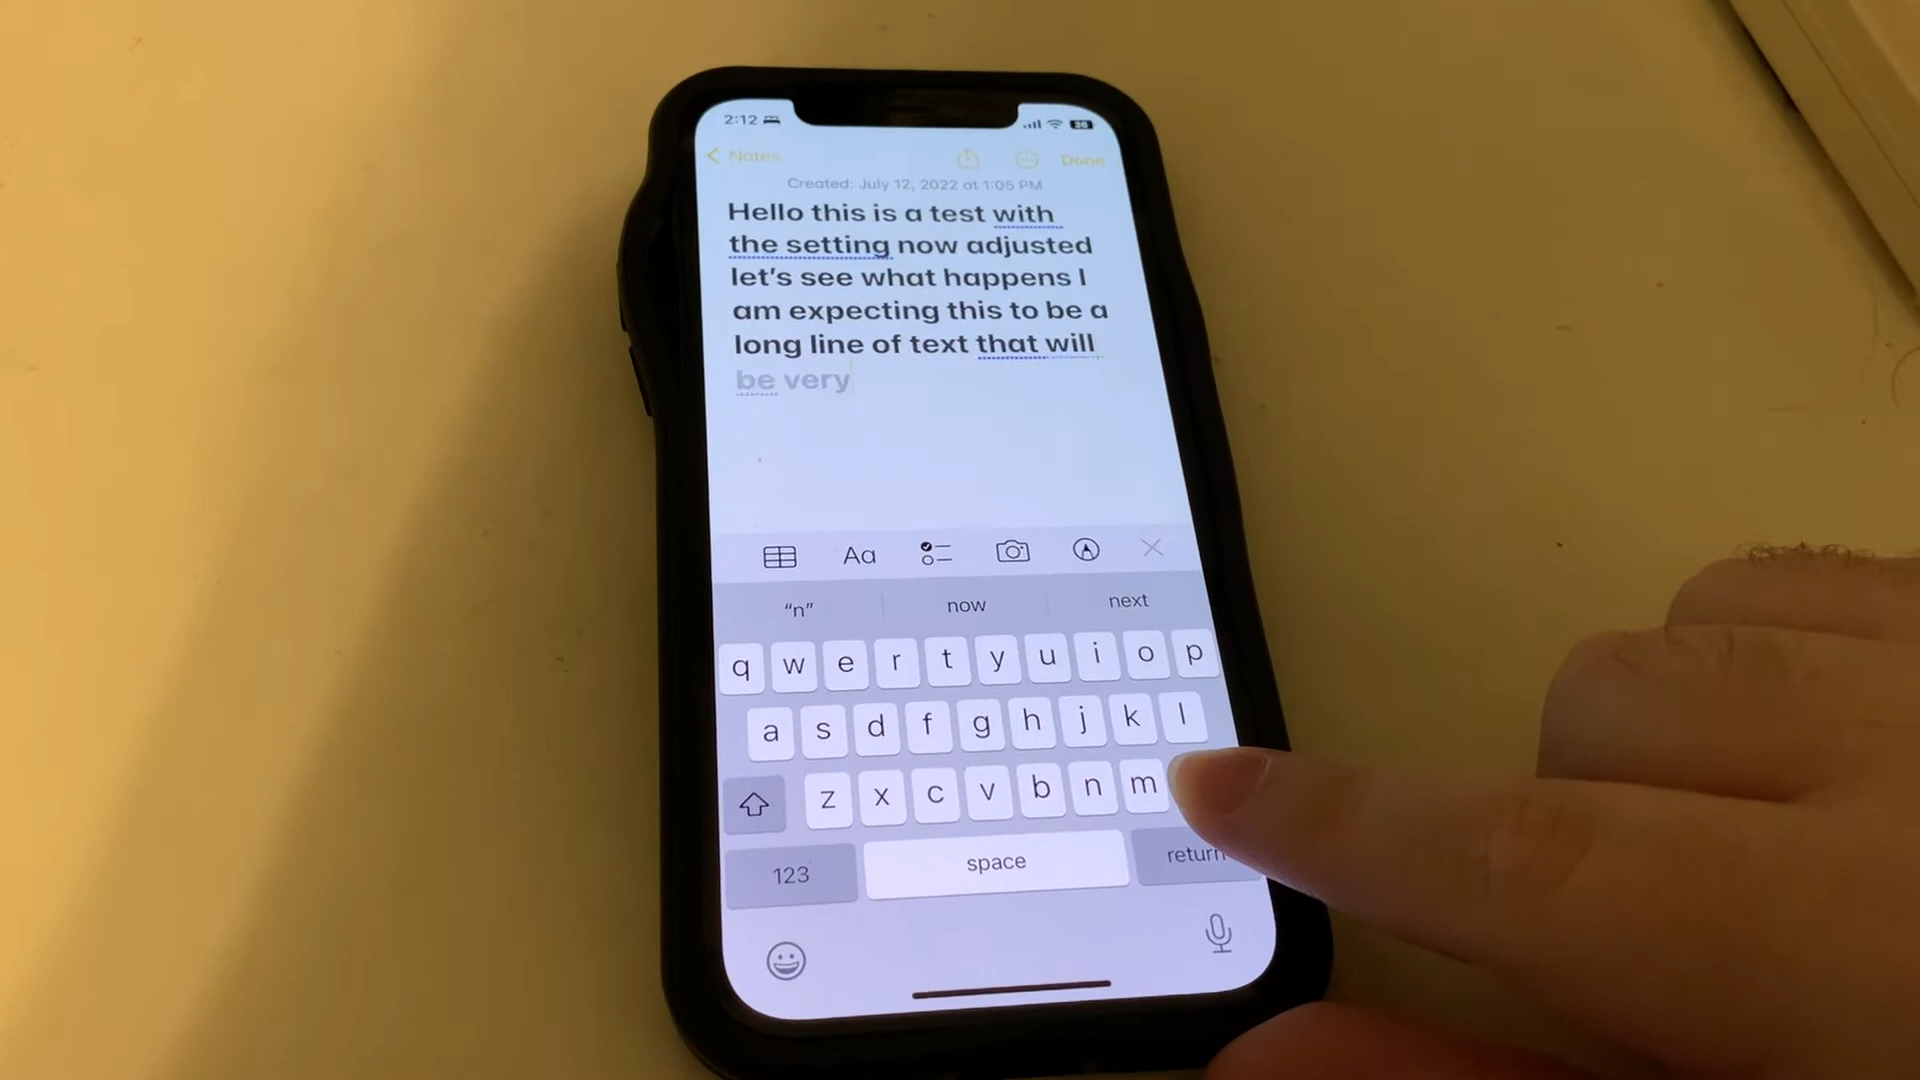 2:12
36
Notes
Done
Created: July 12, 2022 at 1:05 PM
Hello this is a test with
the setting now adjusted
let's see what happens I
am expecting this to be a
long line of text that will
be very
Aa
“n” now next
q w e r t y u i o p
a s d f g h j k l
z x c v b n m
123 space return